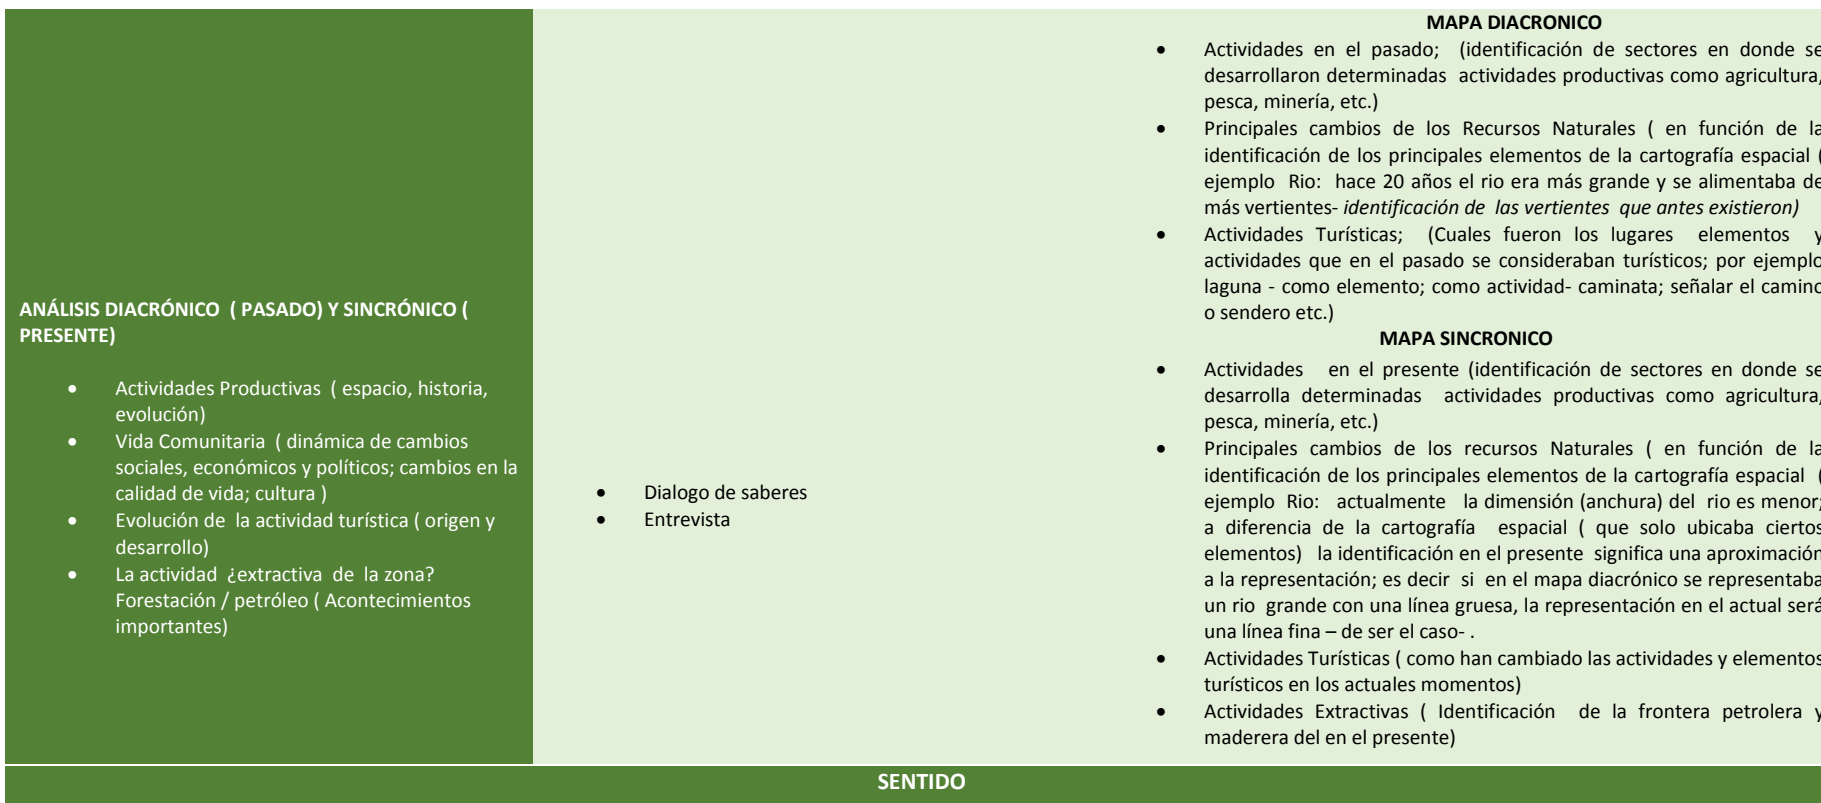 ANÁLISIS DIACRÓNICO ( PASADO) Y SINCRÓNICO (
PRESENTE)
• Actividades Productivas ( espacio, historia,
evolución)
• Vida Comunitaria ( dinámica de cambios
sociales, económicos y políticos; cambios en la
calidad de vida; cultura )
• Evolución de la actividad turística ( origen y
desarrollo)
• La actividad ¿extractiva de la zona?
Forestación / petróleo ( Acontecimientos
importantes)
• Dialogo de saberes
• Entrevista
MAPA DIACRONICO
• Actividades en el pasado; (identificación de sectores en donde se
desarrollaron determinadas actividades productivas como agricultura,
pesca, minería, etc.)
• Principales cambios de los Recursos Naturales ( en función de la
identificación de los principales elementos de la cartografía espacial (
ejemplo Rio: hace 20 años el rio era más grande y se alimentaba de
más vertientes- identificación de las vertientes que antes existieron)
• Actividades Turísticas; (Cuales fueron los lugares elementos y
actividades que en el pasado se consideraban turísticos; por ejemplo
laguna - como elemento; como actividad- caminata; señalar el camino
o sendero etc.)
MAPA SINCRONICO
• Actividades en el presente (identificación de sectores en donde se
desarrolla determinadas actividades productivas como agricultura,
pesca, minería, etc.)
• Principales cambios de los recursos Naturales ( en función de la
identificación de los principales elementos de la cartografía espacial (
ejemplo Rio: actualmente la dimensión (anchura) del rio es menor;
a diferencia de la cartografía espacial ( que solo ubicaba ciertos
elementos) la identificación en el presente significa una aproximación
a la representación; es decir si en el mapa diacrónico se representaba
un rio grande con una línea gruesa, la representación en el actual será
una línea fina – de ser el caso- .
• Actividades Turísticas ( como han cambiado las actividades y elementos
turísticos en los actuales momentos)
• Actividades Extractivas ( Identificación de la frontera petrolera y
maderera del en el presente)
SENTIDO